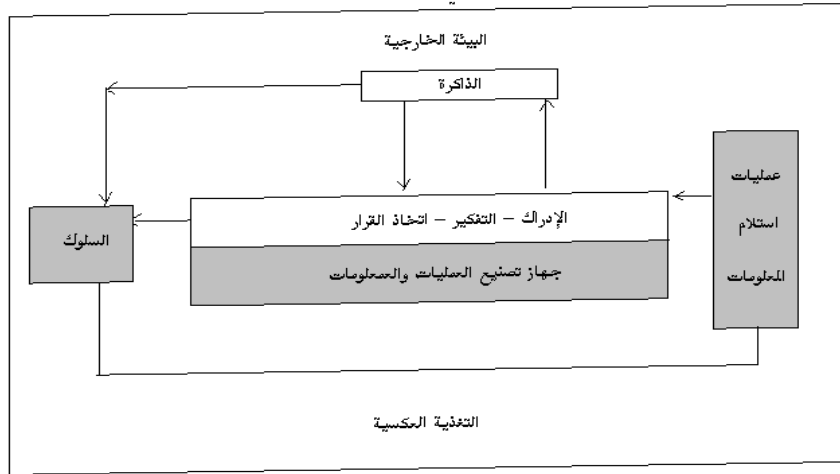 البيئة الخارجية
الذاكرة
عمليات
استلام
المعلومات
الإدراك – التفكير – اتخاذ القرار
جهاز تصنيع العمليات والمعلومات
السلوك
التغذية العكسية